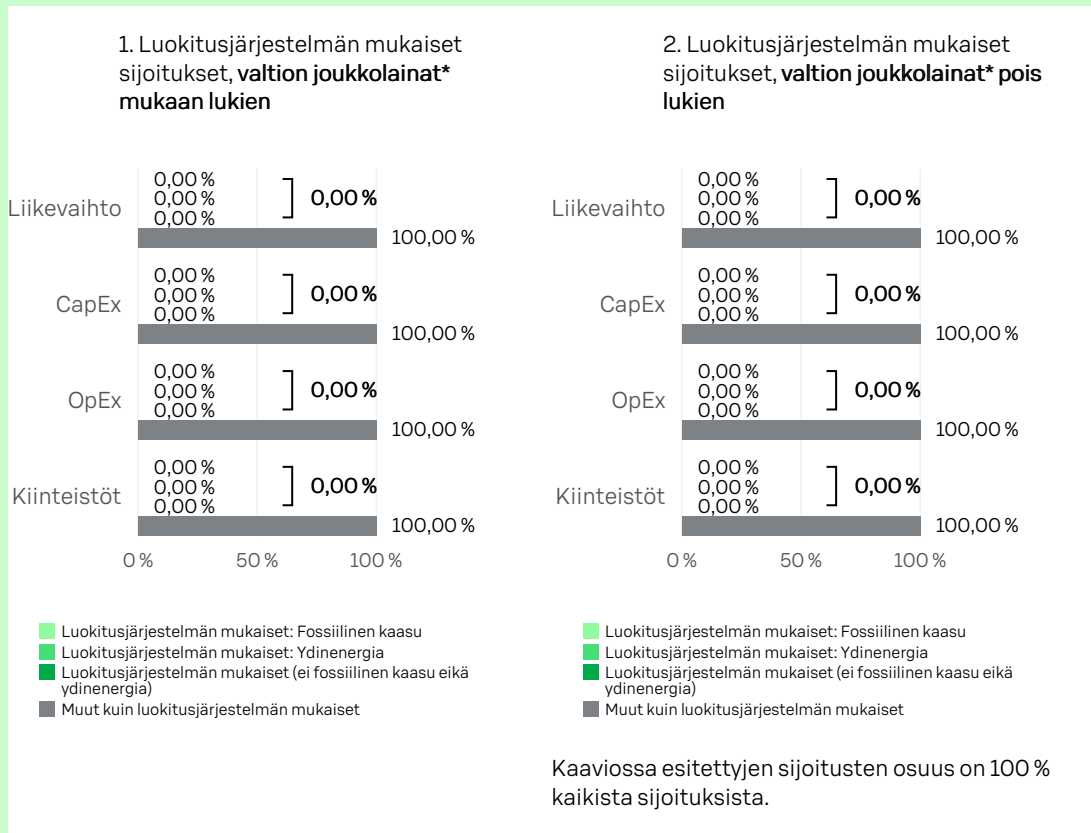 1. Luokitusjärjestelmän mukaiset
sijoitukset, valtion joukkolainat*
mukaan lukien
Liikevaihto
0,00 %
0,00 %
0,00 %
0,00 %
100,00 %
CapEx
0,00 %
0,00 %
0,00 %
0,00 %
100,00 %
OpEx
0,00 %
0,00 %
0,00 %
0,00 %
100,00 %
Kiinteistöt
0,00 %
0,00 %
0,00 %
0,00 %
100,00 %
0 % 50 % 100 %
Luokitusjärjestelmän mukaiset: Fossiilinen kaasu
Luokitusjärjestelmän mukaiset: Ydinenergia
Luokitusjärjestelmän mukaiset (ei fossiilinen kaasu eikä
ydinenergia)
Muut kuin luokitusjärjestelmän mukaiset
2. Luokitusjärjestelmän mukaiset
sijoitukset, valtion joukkolainat* pois
lukien
Liikevaihto
0,00 %
0,00 %
0,00 %
0,00 %
100,00 %
CapEx
0,00 %
0,00 %
0,00 %
0,00 %
100,00 %
OpEx
0,00 %
0,00 %
0,00 %
0,00 %
100,00 %
Kiinteistöt
0,00 %
0,00 %
0,00 %
0,00 %
100,00 %
0 % 50 % 100 %
Luokitusjärjestelmän mukaiset: Fossiilinen kaasu
Luokitusjärjestelmän mukaiset: Ydinenergia
Luokitusjärjestelmän mukaiset (ei fossiilinen kaasu eikä
ydinenergia)
Muut kuin luokitusjärjestelmän mukaiset
Kaaviossa esitettyjen sijoitusten osuus on 100 %
kaikista sijoituksista.